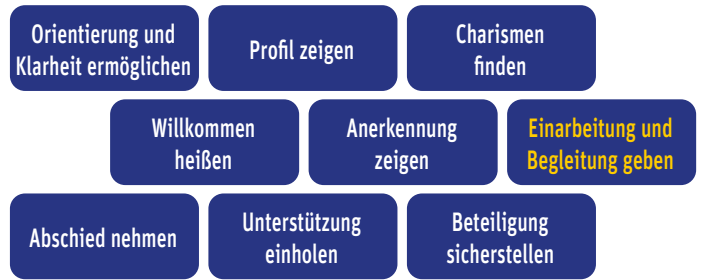 Orientierung und
Klarheit ermöglichen
Profil zeigen
Charismen
finden
Willkommen
heißen
Anerkennung
zeigen
Einarbeitung und
Begleitung geben
Abschied nehmen
Unterstützung
einholen
Beteiligung
sicherstellen